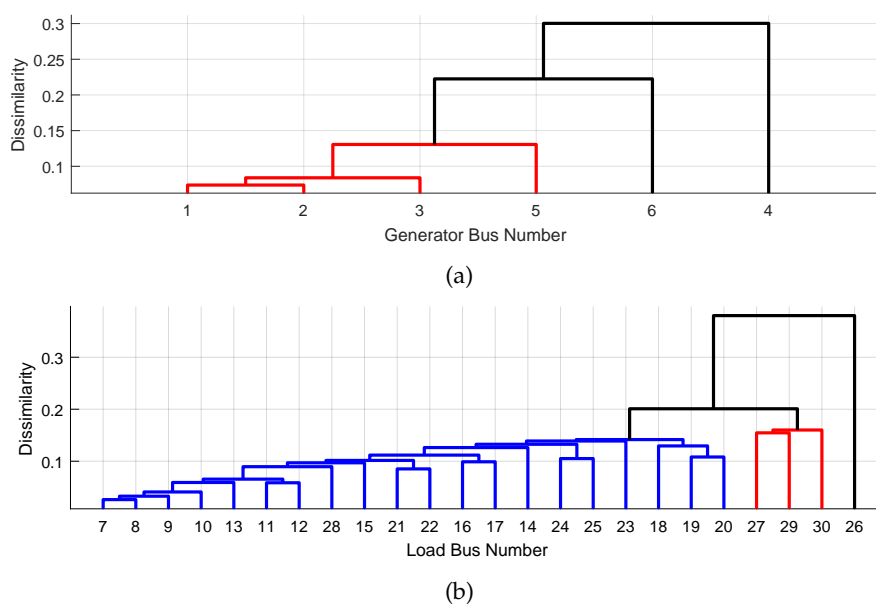 0.3
0.25
0.2
0.15
0.1
Dissimilarity
1 2 3 5 6 4
Generator Bus Number
(a)
0.3
0.2
0.1
Dissimilarity
7 8 9 10 13 11 12 28 15 21 22 16 17 14 24 25 23 18 19 20 27 29 30 26
Load Bus Number
(b)